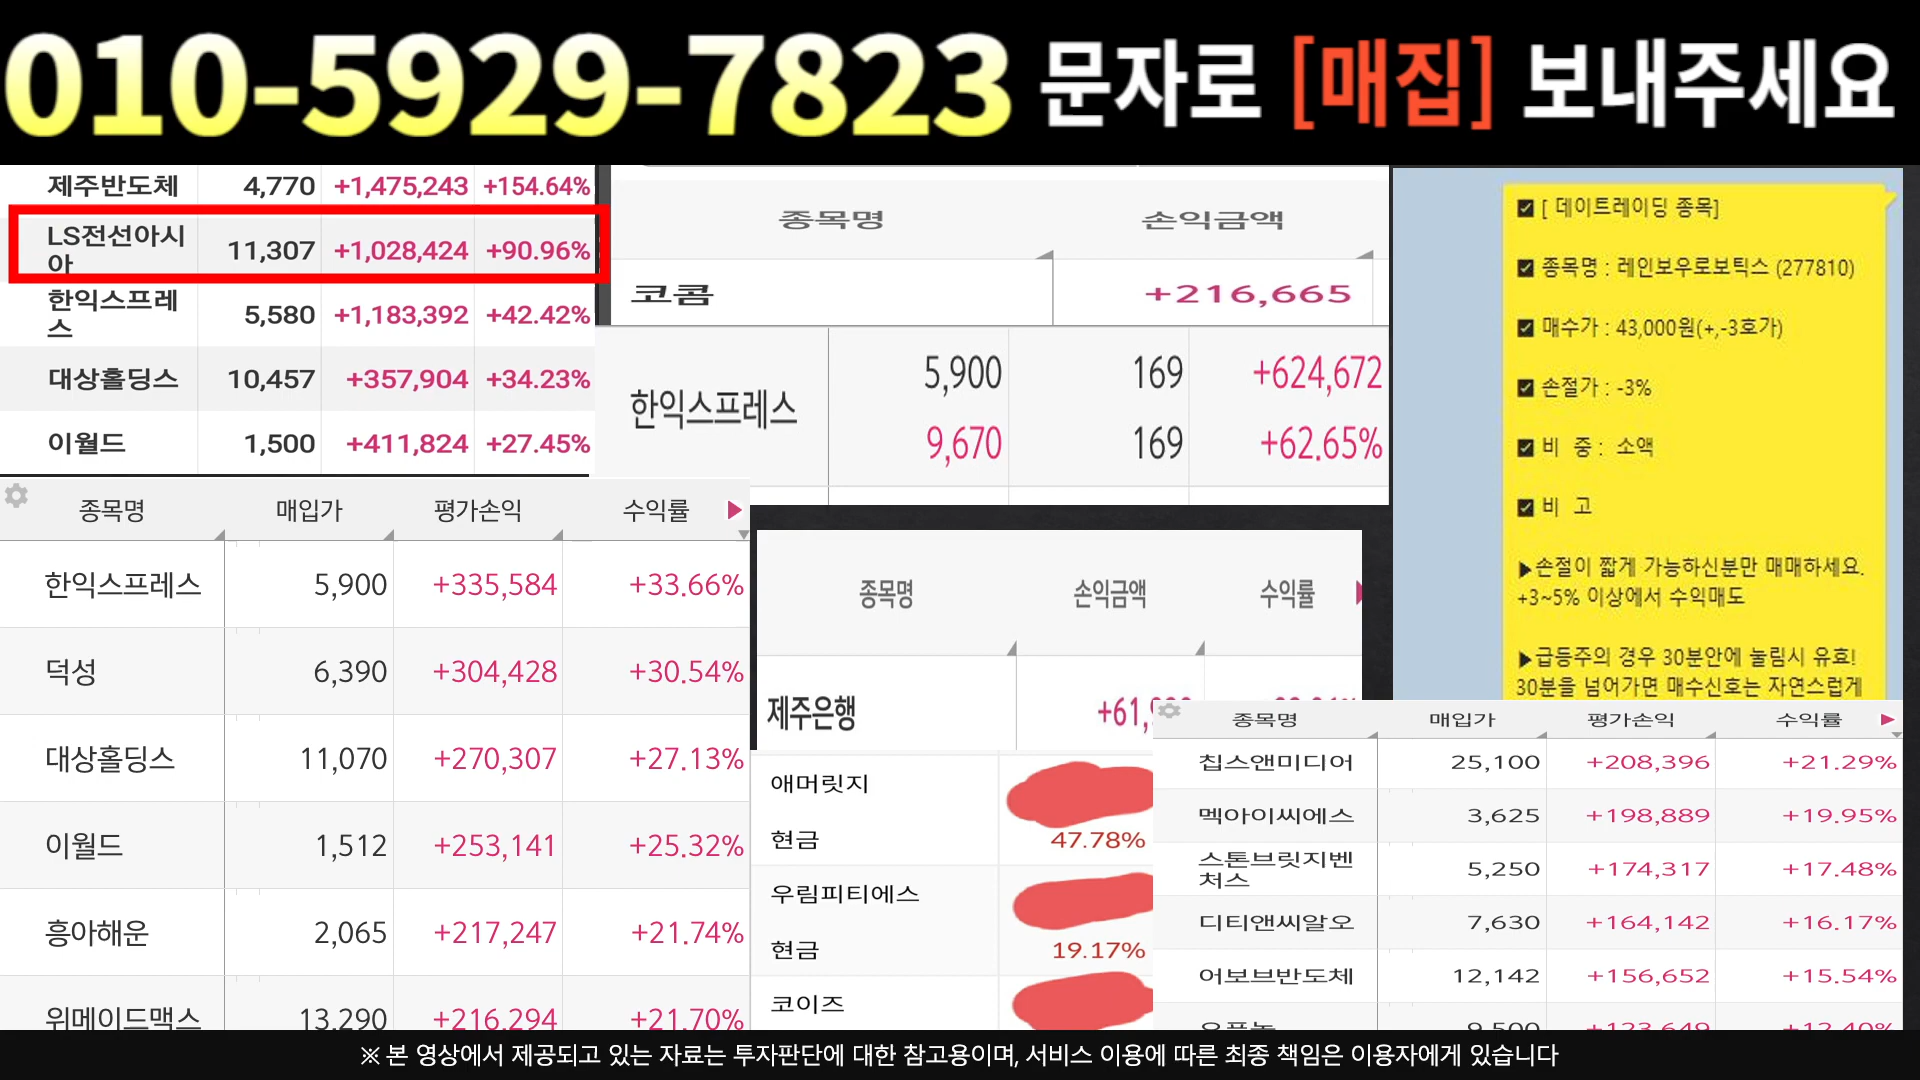 010-5929-7823 문자로 [매집] 보내주세요
제주반도체 4,770 +1,475,243 +154.64%
LS전선아시
아 11,307 +1,028,424 +90.96%
한익스프레
스 5,580 +1,183,392 +42.42%
대상홀딩스 10,457 +357,904 +34.23%
이월드 1,500 +411,824 +27.45%
종목명 손익금액
코콤 +216,665
한익스프레스 5,900 169 +624,672
9,670 169 +62.65%
☑ [ 데이트레이딩 종목]
☑ 종목명 : 레인보우로보틱스 (277810)
☑ 매수가 : 43,000원(+,-3호가)
☑ 손절가 : -3%
☑ 비 중 : 소액
☑ 비 고
▶손절이 짧게 가능하신분만 매매하세요.
+3~5% 이상에서 수익매도
▶급등주의 경우 30분안에 눌림시 유효!
30분을 넘어가면 매수신호는 자연스럽게
종목명 매입가 평가손익 수익률
한익스프레스 5,900 +335,584 +33.66%
덕성 6,390 +304,428 +30.54%
대상홀딩스 11,070 +270,307 +27.13%
이월드 1,512 +253,141 +25.32%
흥아해운 2,065 +217,247 +21.74%
위메이드맥스 13,290 +216,294 +21.70%
종목명 손익금액 수익률
제주은행 +61,
애머릿지
현금 47.78%
우림피티에스
현금 19.17%
코이즈
종목명 매입가 평가손익 수익률
칩스앤미디어 25,100 +208,396 +21.29%
멕아이씨에스 3,625 +198,889 +19.95%
스톤브릿지벤
처스 5,250 +174,317 +17.48%
디티앤씨알오 7,630 +164,142 +16.17%
어보브반도체 12,142 +156,652 +15.54%
9,500 +123,649 +12.40%
※ 본 영상에서 제공되고 있는 자료는 투자판단에 대한 참고용이며, 서비스 이용에 따른 최종 책임은 이용자에게 있습니다